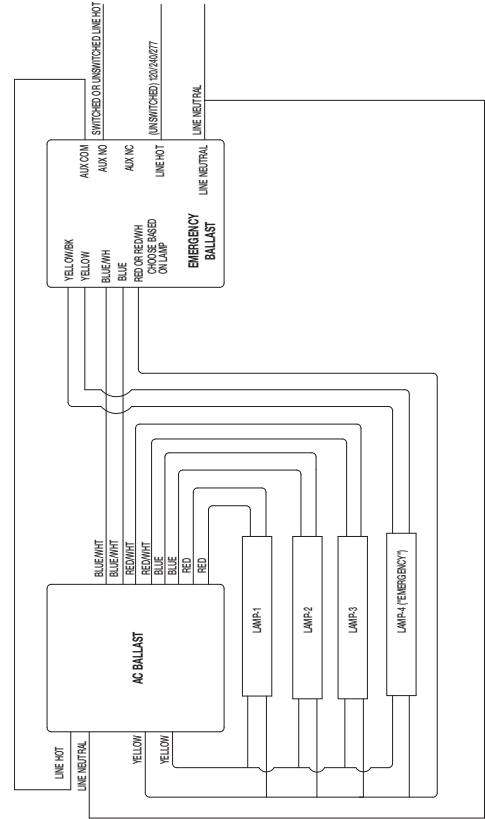 SWITCHED OR UNSWITCHED LINE HOT
(UNSWITCHED) 120/240/277
LINE NEUTRAL
AUX COM
AUX NO
AUX NC
LINE HOT
LINE NEUTRAL
YELLOW/BK
YELLOW
BLUE/WH
BLUE
RED OR RED/WH
CHOOSE BASED
ON LAMP
EMERGENCY
BALLAST
BLUE/WHT
BLUE/WHT
RED/WHT
RED/WHT
BLUE
BLUE
RED
RED
AC BALLAST
LINE HOT
LINE NEUTRAL
YELLOW
YELLOW
LAMP-1
LAMP-2
LAMP-3
LAMP-4 ("EMERGENCY")